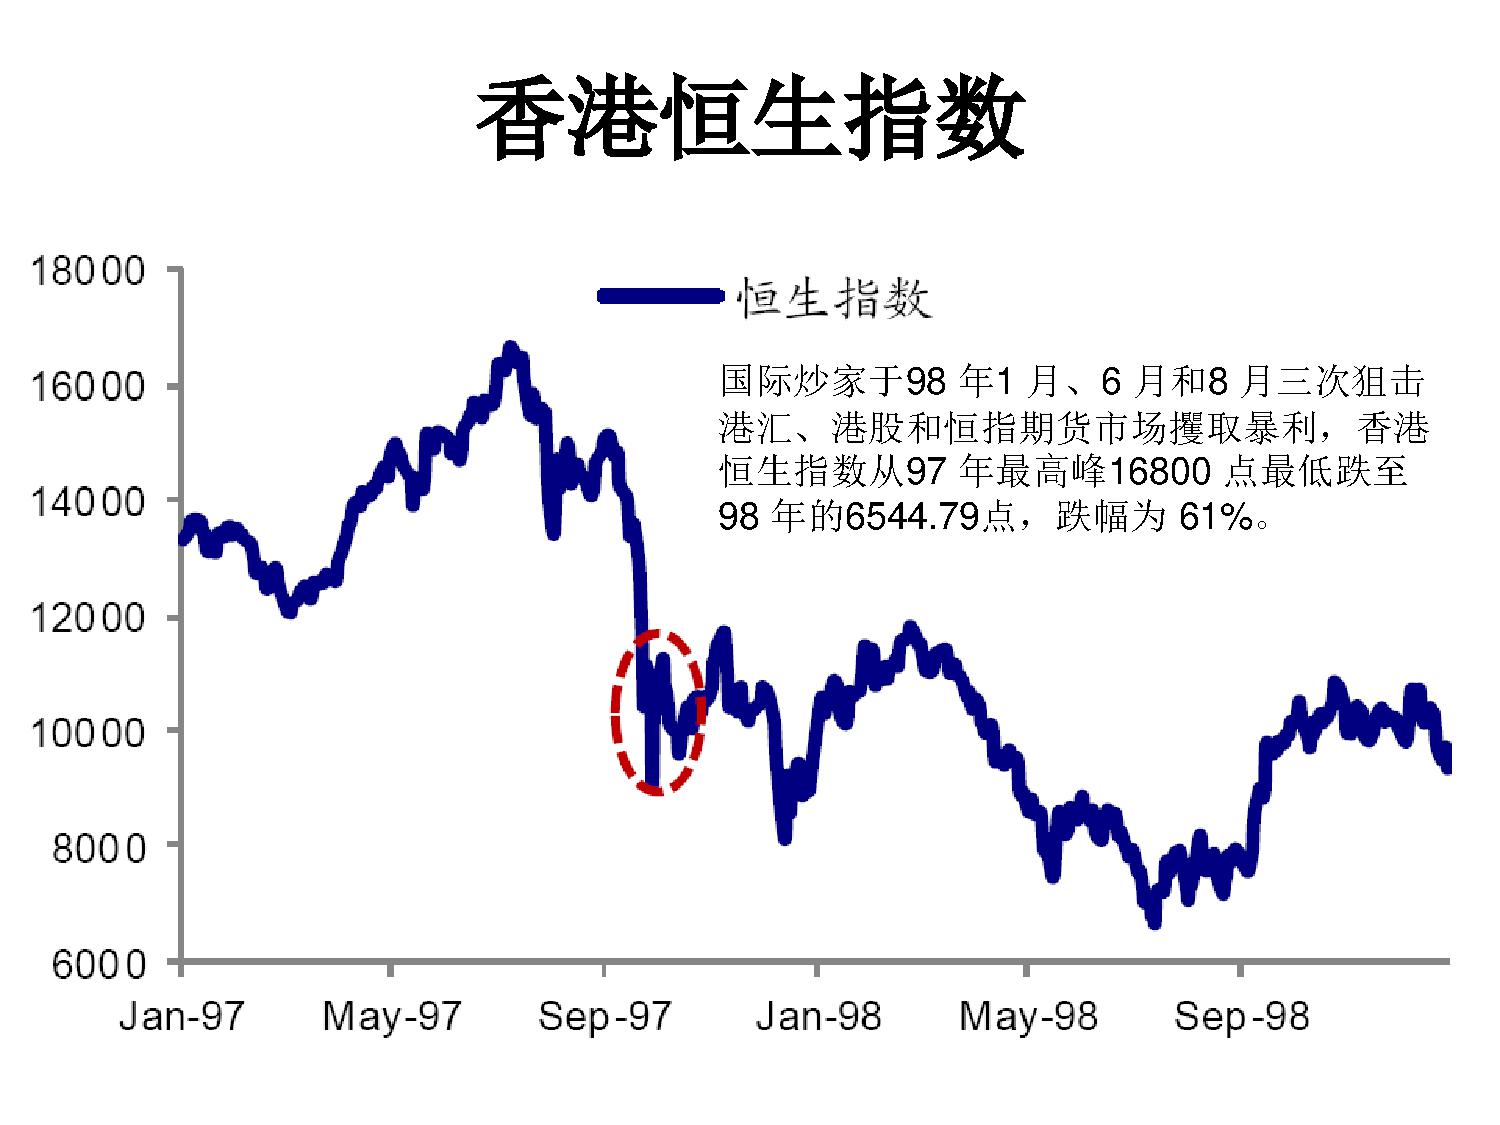 香港恒生指数
恒生指数
国际炒家于98 年1 月、6 月和8 月三次狙击
港汇、港股和恒指期货市场攫取暴利，香港
恒生指数从97 年最高峰16800 点最低跌至
98 年的6544.79点，跌幅为 61%。
18000
16000
14000
12000
10000
8000
6000
Jan-97 May-97 Sep-97 Jan-98 May-98 Sep-98